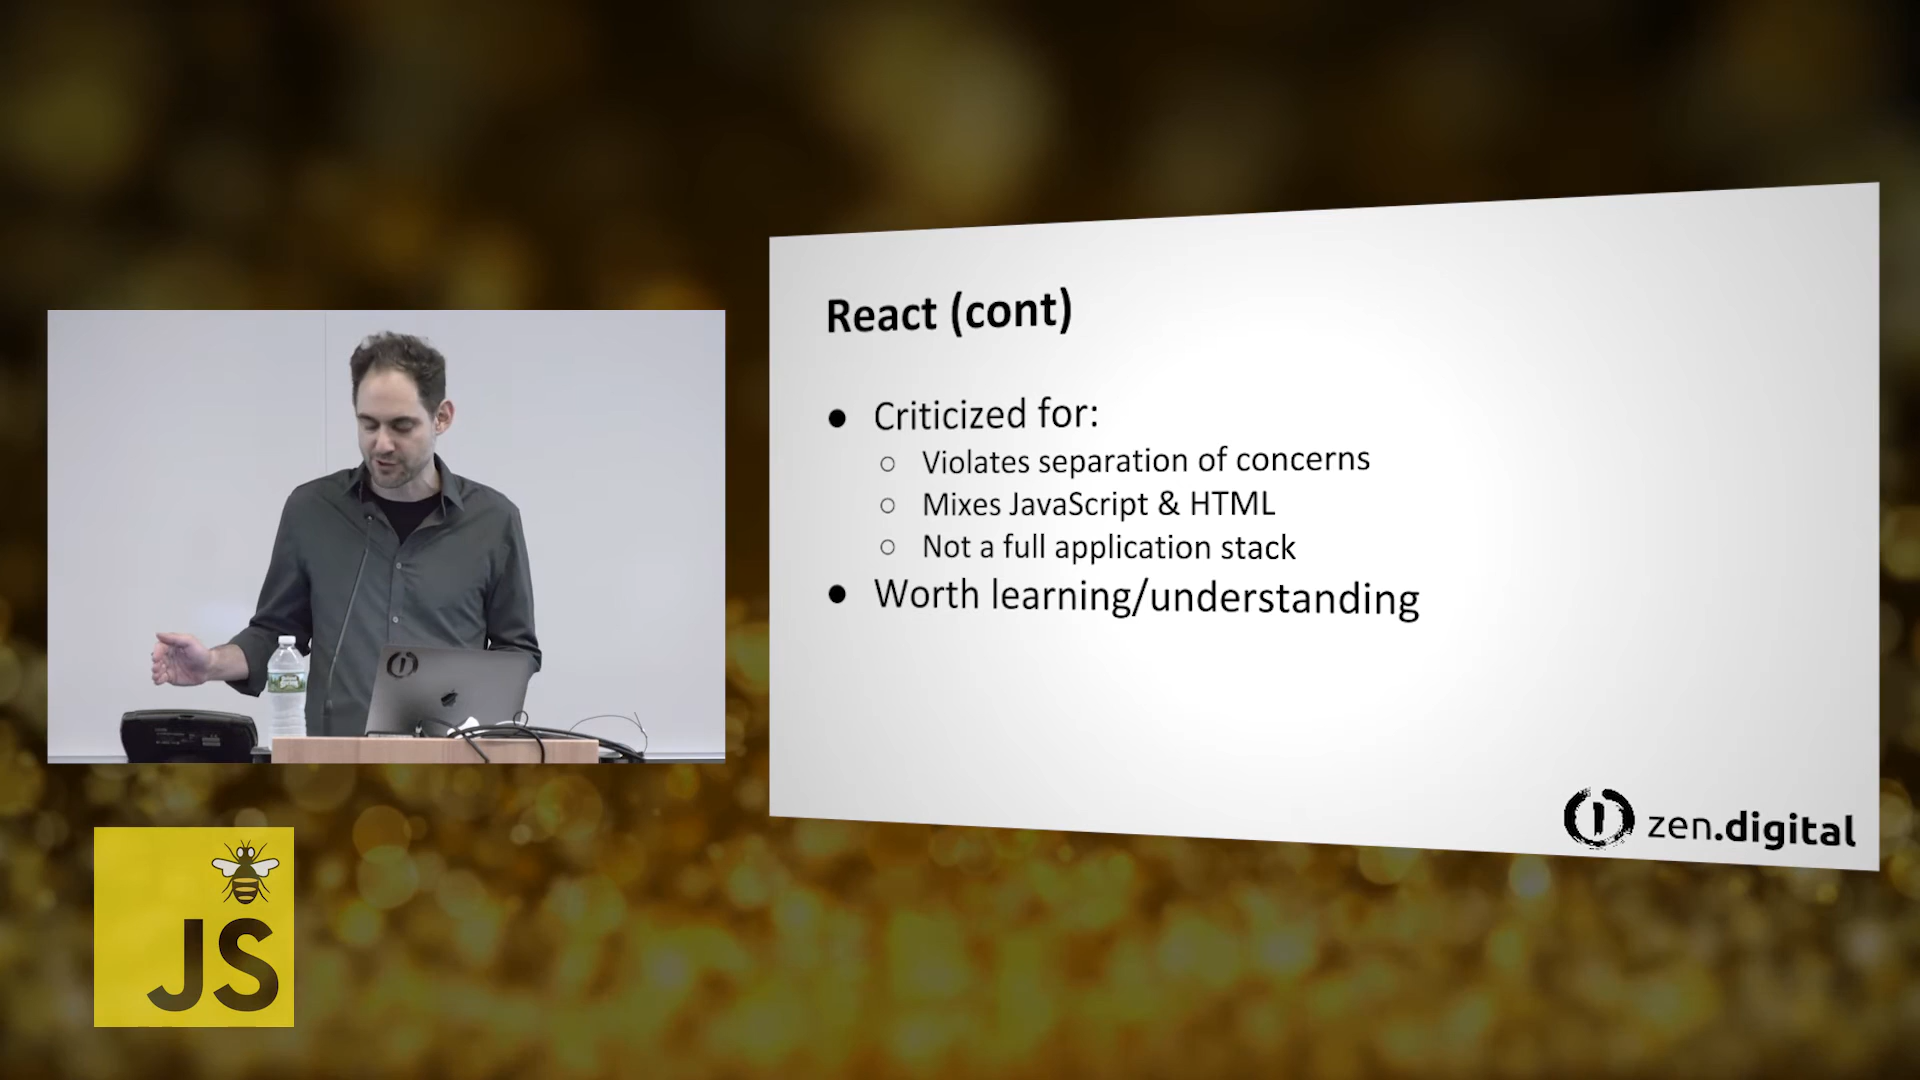 React (cont)
● Criticized for:
○ Violates separation of concerns
○ Mixes JavaScript & HTML
○ Not a full application stack
● Worth learning/understanding
zen.digital
JS